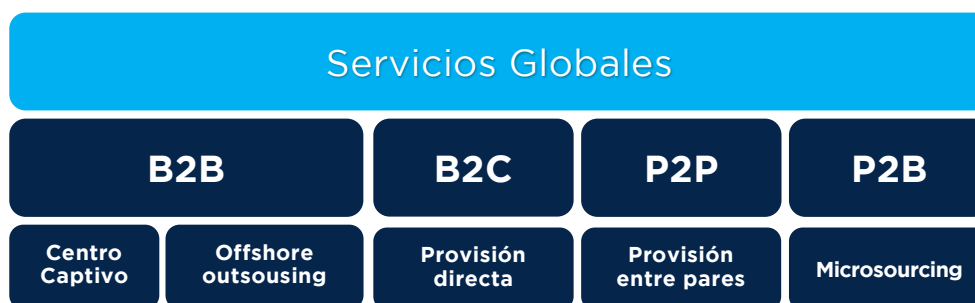 Servicios Globales
B2B
B2C
P2P
P2B
Centro
Captivo
Offshore
outsousing
Provisión
directa
Provisión
entre pares
Microsourcing